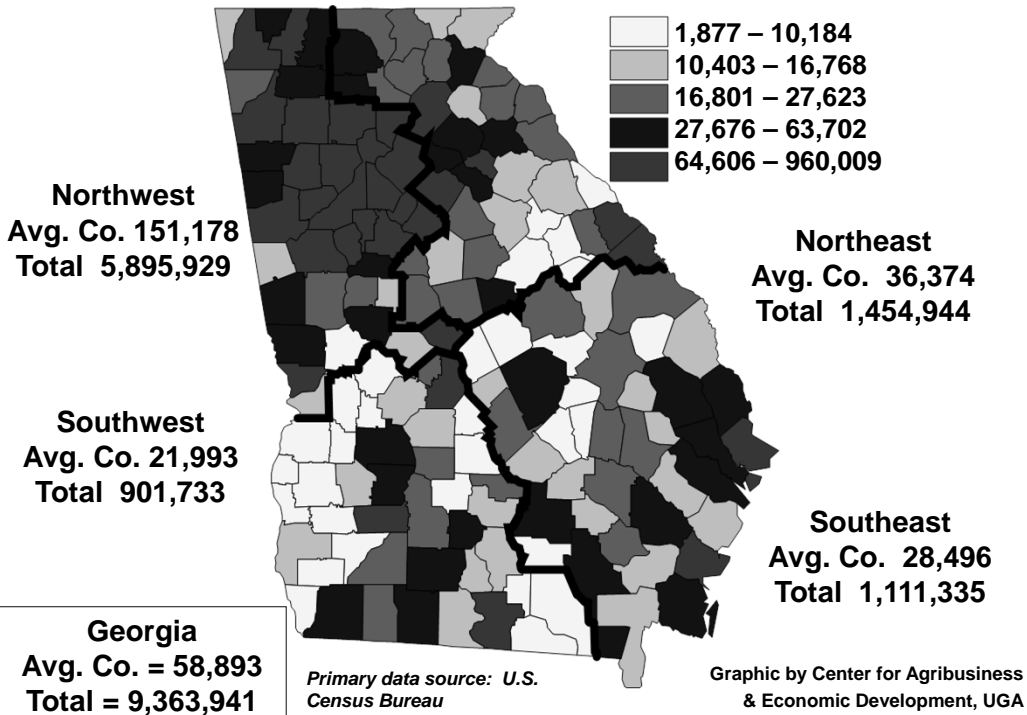 1,877 – 10,184
10,403 – 16,768
16,801 – 27,623
27,676 – 63,702
64,606 – 960,009
Northwest
Avg. Co. 151,178
Total 5,895,929
Northeast
Avg. Co. 36,374
Total 1,454,944
Southwest
Avg. Co. 21,993
Total 901,733
Southeast
Avg. Co. 28,496
Total 1,111,335
Georgia
Avg. Co. = 58,893
Total = 9,363,941
Primary data source: U.S.
Census Bureau
Graphic by Center for Agribusiness
& Economic Development, UGA